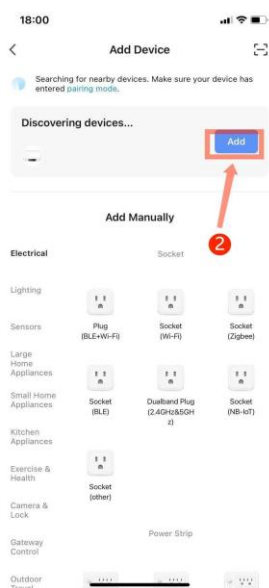 18:00
Add Device
Searching for nearby devices. Make sure your device has
entered pairing mode.
Discovering devices...
Add
2
Add Manually
Electrical
Socket
Lighting
Plug
(BLE+Wi-Fi)
Socket
(Wi-Fi)
Socket
(Zigbee)
Sensors
Large
Home
Appliances
Small Home
Appliances
Socket
(BLE)
Dualband Plug
(2.4GHz&5GH
z)
Socket
(NB-IoT)
Kitchen
Appliances
Exercise &
Health
Socket
(other)
Camera &
Lock
Gateway
Control
Power Strip
Outdoor
Travel